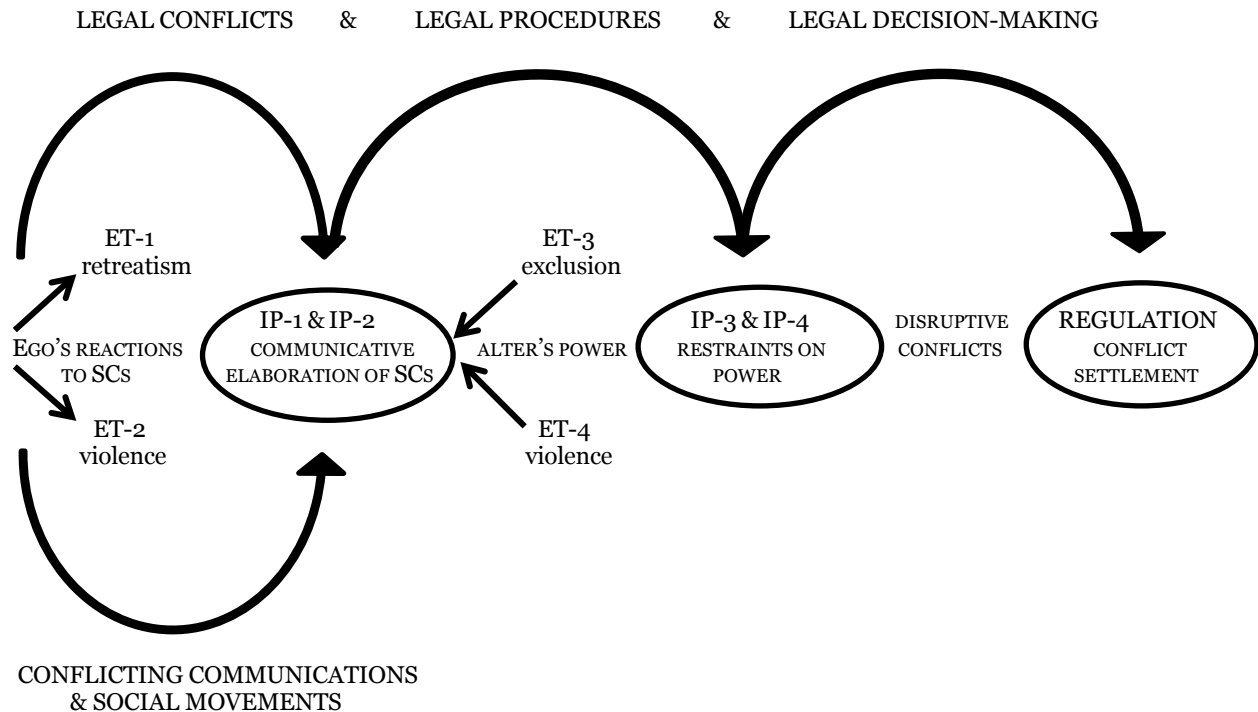 LEGAL CONFLICTS & LEGAL PROCEDURES & LEGAL DECISION-MAKING
ET-1
retreatism
EGO'S REACTIONS
TO SCS
ET-2
violence
IP-1 & IP-2
COMMUNICATIVE
ELABORATION OF SCS
ET-3
exclusion
ALTER'S POWER
ET-4
violence
IP-3 & IP-4
RESTRAINTS ON
POWER
DISRUPTIVE
CONFLICTS
REGULATION
CONFLICT
SETTLEMENT
CONFLICTING COMMUNICATIONS
& SOCIAL MOVEMENTS